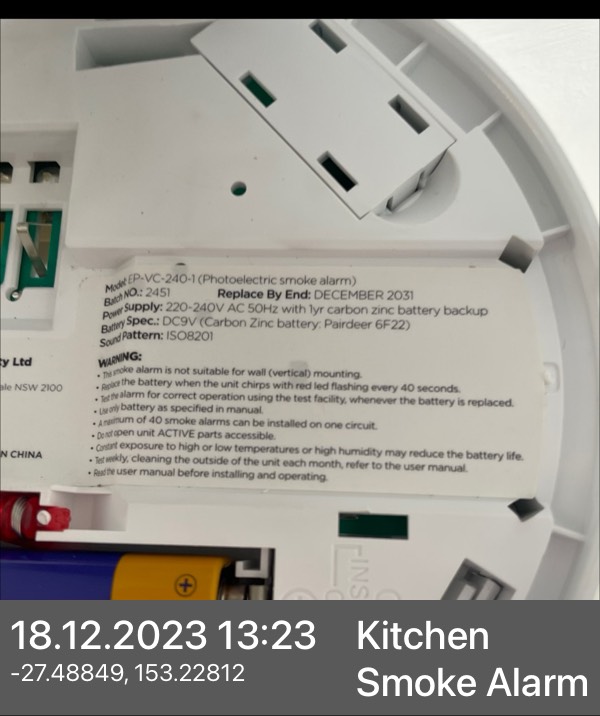 Model: EP-VC-240-1 (Photoelectric smoke alarm)
Batch NO.: 2451 Replace By End: DECEMBER 2031
Power Supply: 220-240V AC 50Hz with 1yr carbon zinc battery backup
Battery Spec.: DC9V (Carbon Zinc battery: Pairdeer 6F22)
Sound Pattern: ISO8201
WARNING:
• This smoke alarm is not suitable for wall (vertical) mounting.
• Replace the battery when the unit chirps with red led flashing every 40 seconds.
• Test the alarm for correct operation using the test facility, whenever the battery is replaced.
• Use only battery as specified in manual.
• A maximum of 40 smoke alarms can be installed on one circuit.
• Do not open unit ACTIVE parts accessible.
• Constant exposure to high or low temperatures or high humidity may reduce the battery life.
• Test weekly, cleaning the outside of the unit each month, refer to the user manual.
• Read the user manual before installing and operating.
ty Ltd
ale NSW 2100
N CHINA
+
INS
18.12.2023 13:23
-27.48849, 153.22812
Kitchen
Smoke Alarm